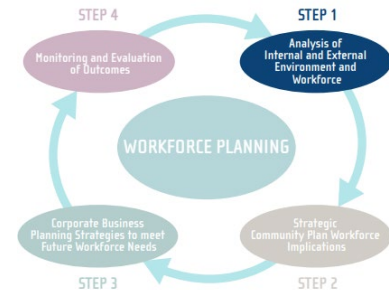 STEP 4
STEP 1
Monitoring and Evaluation
of Outcomes
Analysis of
Internal and External
Environment and
Workforce
WORKFORCE PLANNING
Corporate Business
Planning Strategies to meet
Future Workforce Needs
Strategic
Community Plan Workforce
Implications
STEP 3
STEP 2